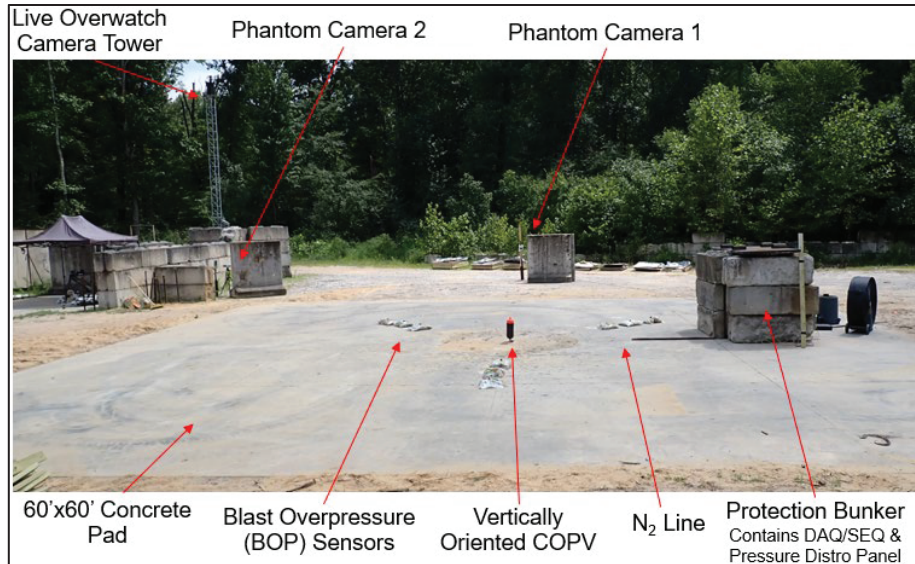 Live Overwatch
Camera Tower
Phantom Camera 2
Phantom Camera 1
60’x60’ Concrete
Pad
Blast Overpressure
(BOP) Sensors
Vertically
Oriented COPV
N₂ Line
Protection Bunker
Contains DAQ/SEQ &
Pressure Distro Panel